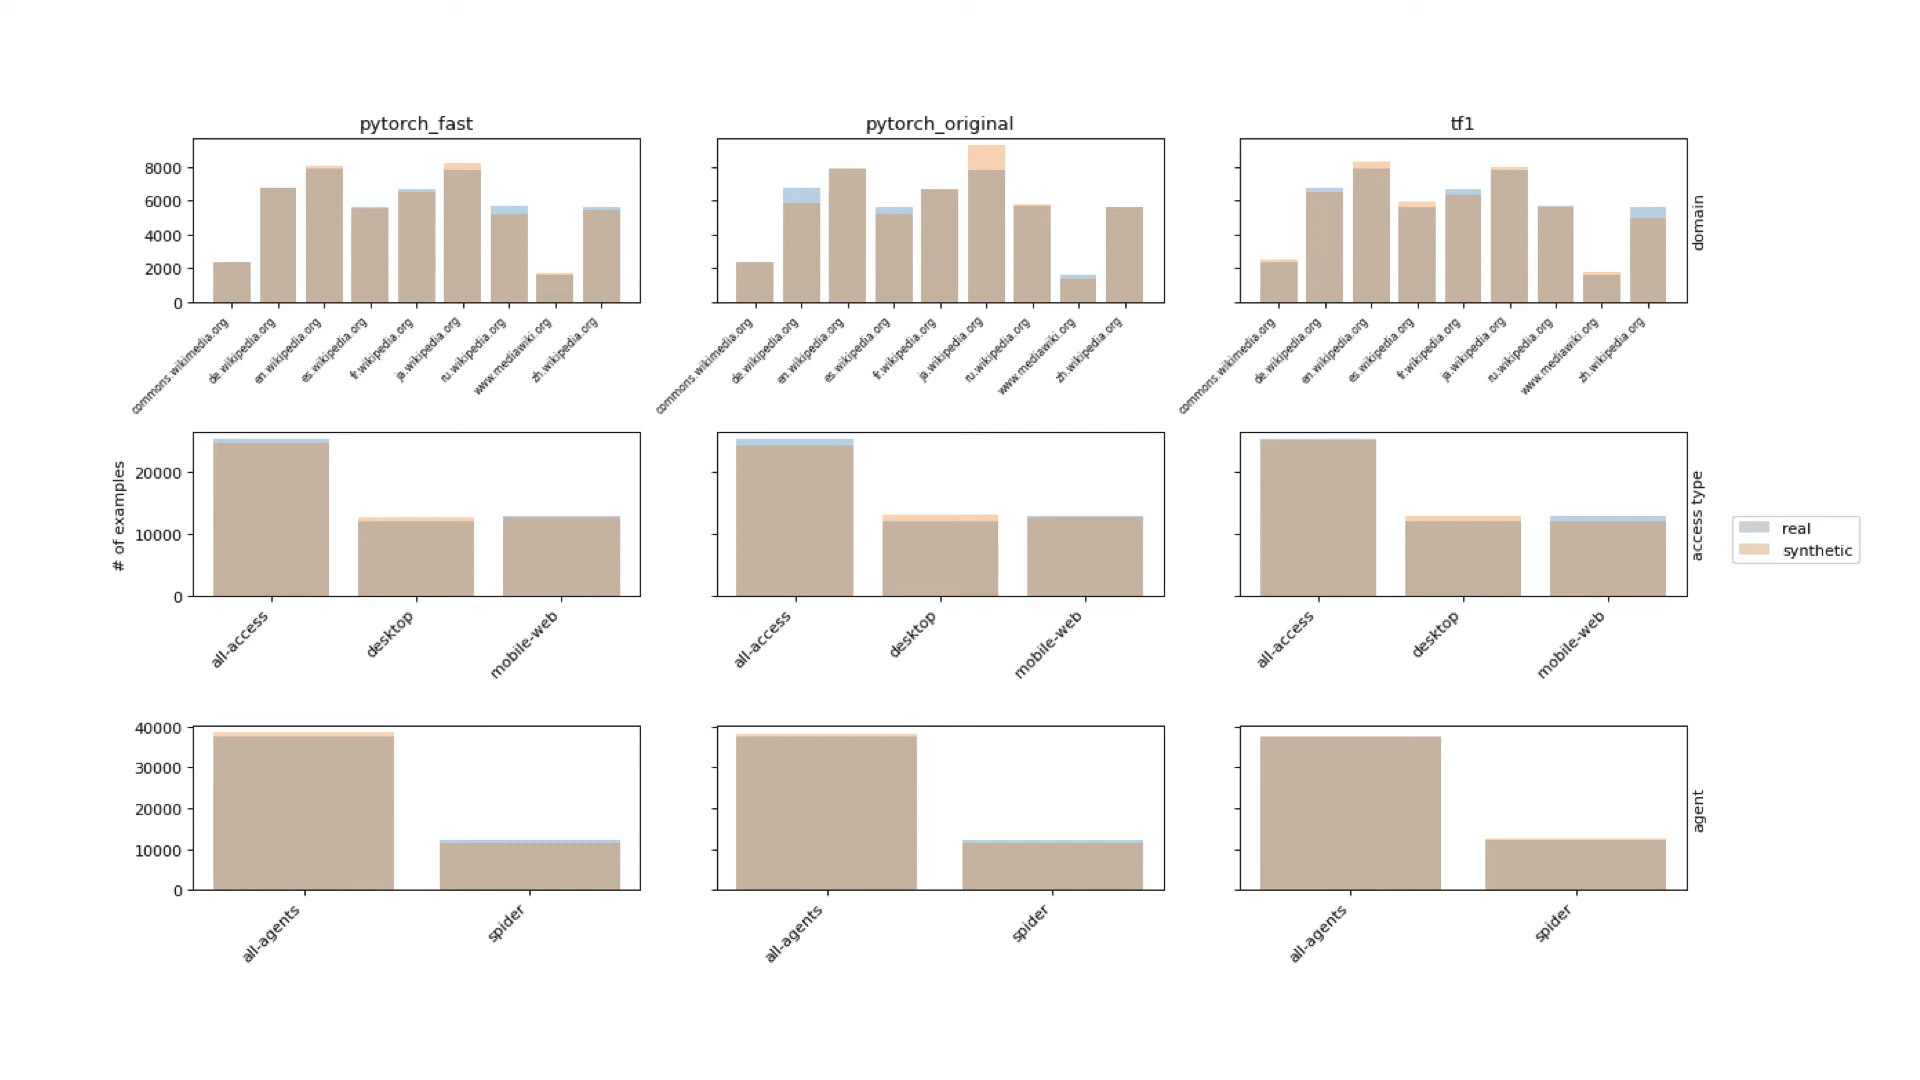 pytorch_fast
pytorch_original
tf1
8000
6000
4000
2000
0
domain
commons.wikimedia.org
de.wikipedia.org
en.wikipedia.org
es.wikipedia.org
fr.wikipedia.org
ja.wikipedia.org
ru.wikipedia.org
www.mediawiki.org
zh.wikipedia.org
commons.wikimedia.org
de.wikipedia.org
en.wikipedia.org
es.wikipedia.org
fr.wikipedia.org
ja.wikipedia.org
ru.wikipedia.org
www.mediawiki.org
zh.wikipedia.org
commons.wikimedia.org
de.wikipedia.org
en.wikipedia.org
es.wikipedia.org
fr.wikipedia.org
ja.wikipedia.org
ru.wikipedia.org
www.mediawiki.org
zh.wikipedia.org
# of examples
20000
10000
0
access type
real
synthetic
all-access
desktop
mobile-web
all-access
desktop
mobile-web
all-access
desktop
mobile-web
40000
30000
20000
10000
0
agent
all-agents
spider
all-agents
spider
all-agents
spider